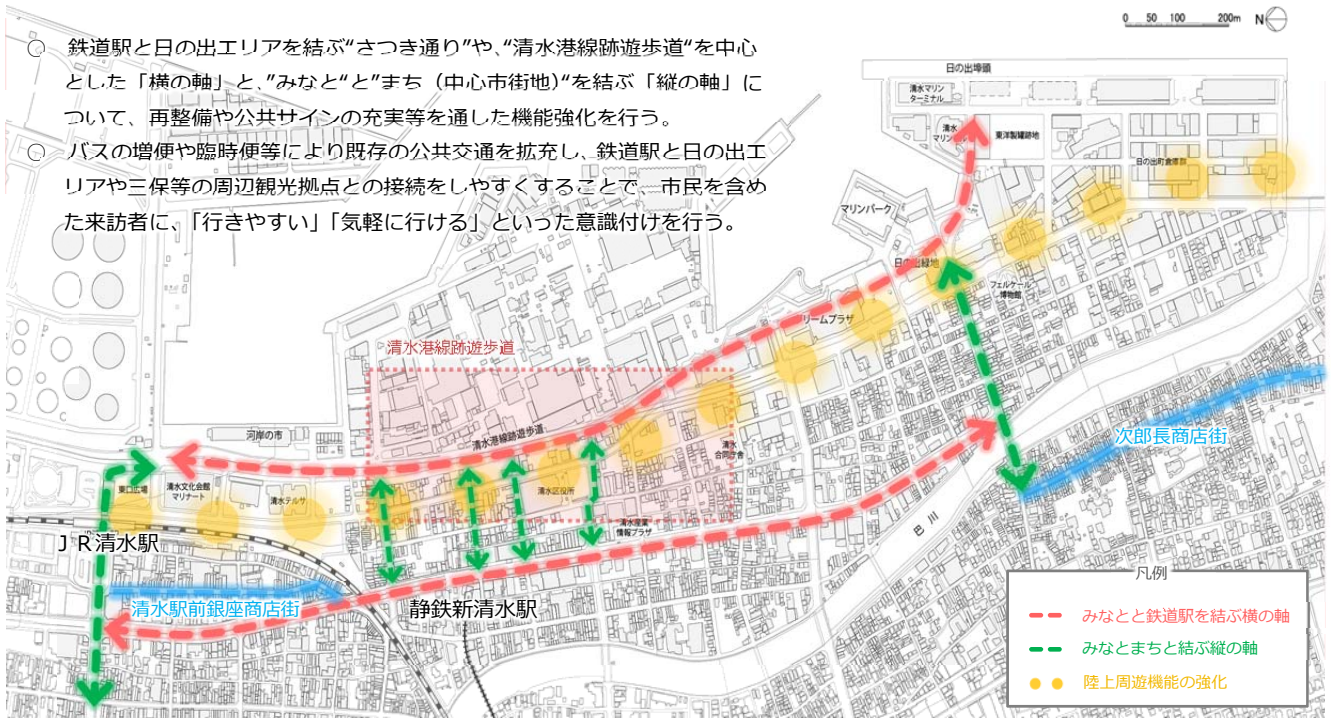 0 50 100 200m N
○ 鉄道駅と日の出エリアを結ぶ“さつき通り”や、“清水港線跡遊歩道“を中心
とした「横の軸」と、”みなと“と”まち（中心市街地）“を結ぶ「縦の軸」に
ついて、再整備や公共サインの充実等を通した機能強化を行う。
○ バスの増便や臨時便等により既存の公共交通を拡充し、鉄道駅と日の出エ
リアや三保等の周辺観光拠点との接続をしやすくすることで、市民を含め
た来訪者に、「行きやすい」「気軽に行ける」といった意識付けを行う。
日の出埠頭
清水マリン
ターミナル
清水
マリン
東洋製罐跡地
日の出町倉庫群
マリンパーク
日の出緑地
フェルケール
博物館
リームプラザ
清水港線跡遊歩道
清水港線跡遊歩道
河岸の市
清水
合同庁舎
次郎長商店街
東口広場
清水文化会館
マリナート
清水テルサ
清水区役所
清水産業
情報プラザ
巴川
ＪＲ清水駅
清水駅前銀座商店街
静鉄新清水駅
凡例
みなとと鉄道駅を結ぶ横の軸
みなとまちと結ぶ縦の軸
陸上周遊機能の強化